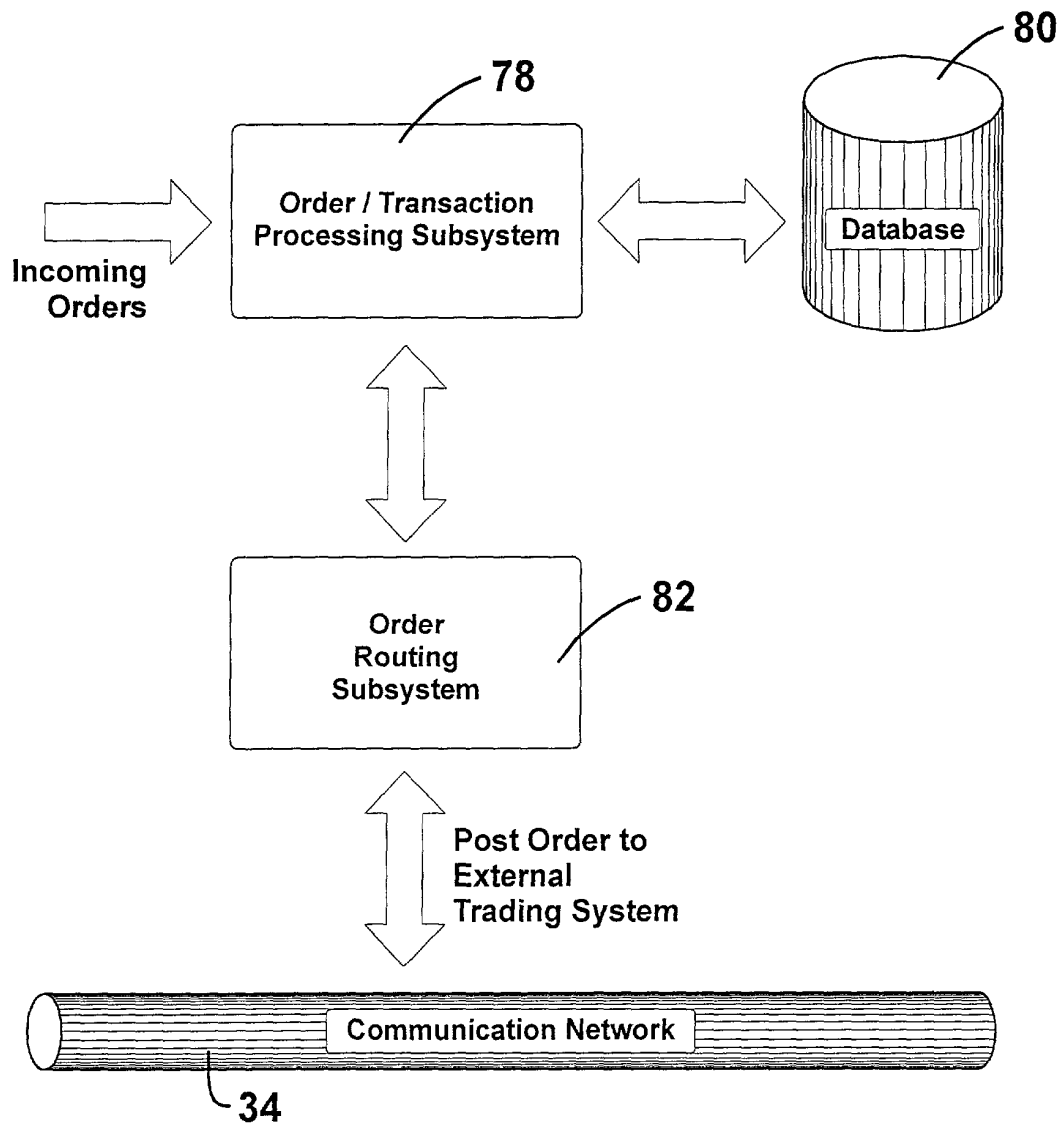 80
78
Order / Transaction
Processing Subsystem
Database
Incoming
Orders
82
Order
Routing
Subsystem
Post Order to
External
Trading System
Communication Network
34